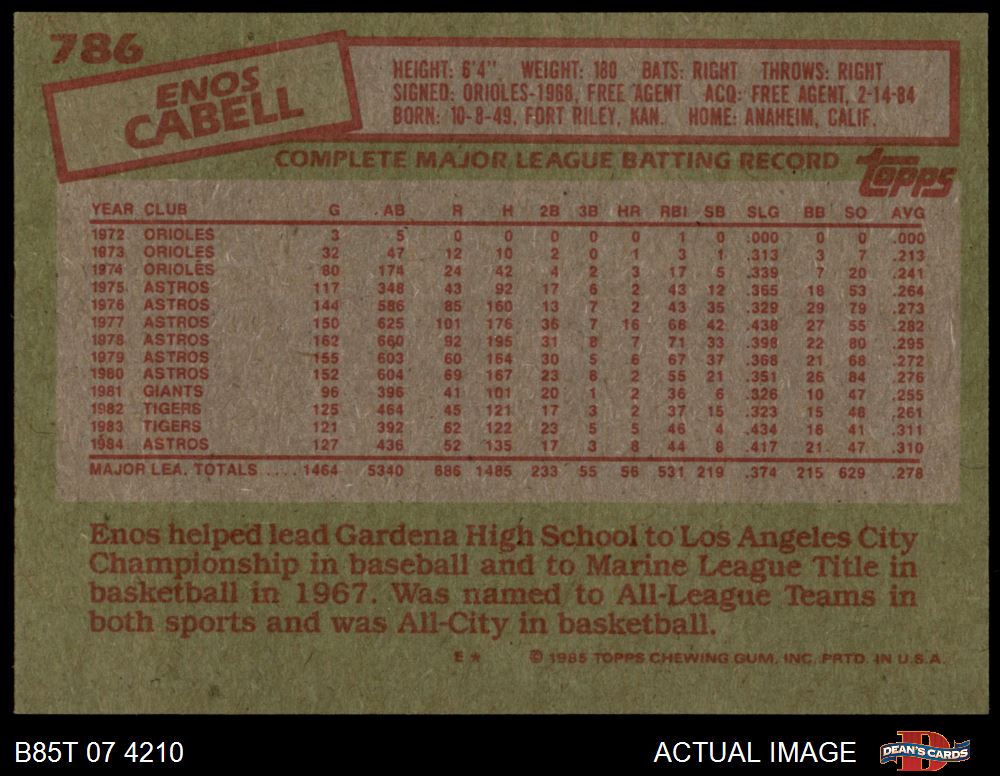 786
ENOS
CABELL
HEIGHT: 6'4" WEIGHT: 180 BATS: RIGHT THROWS: RIGHT
SIGNED: ORIOLES-1968, FREE AGENT ACQ: FREE AGENT, 2-14-84
BORN: 10-8-49, FORT RILEY, KAN. HOME: ANAHEIM, CALIF.
COMPLETE MAJOR LEAGUE BATTING RECORD
topps
YEAR CLUB G AB R H 2B 3B HR RBI SB SLG BB SO AVG
1972 ORIOLES 3 5 0 0 0 0 0 1 0 .000 0 0 .000
1973 ORIOLES 32 47 12 10 2 0 1 3 1 .313 3 7 .213
1974 ORIOLES 80 174 24 42 4 2 3 17 5 .339 7 20 .241
1975 ASTROS 117 348 43 92 17 6 2 43 12 .365 18 53 .264
1976 ASTROS 144 586 85 160 13 7 2 43 35 .329 29 79 .273
1977 ASTROS 150 625 101 176 36 7 16 68 42 .438 27 55 .282
1978 ASTROS 162 660 92 195 31 8 7 71 33 .398 22 80 .295
1979 ASTROS 155 603 60 164 30 5 6 67 37 .368 21 68 .272
1980 ASTROS 152 604 69 167 23 8 2 55 21 .351 26 84 .276
1981 GIANTS 96 396 41 101 20 1 2 36 6 .326 10 47 .255
1982 TIGERS 125 464 45 121 17 3 2 37 15 .323 15 48 .261
1983 TIGERS 121 392 62 122 23 5 5 46 4 .434 16 41 .311
1984 ASTROS 127 436 52 135 17 3 8 44 8 .417 21 47 .310
MAJOR LEA. TOTALS .... 1464 5340 686 1485 233 55 56 531 219 .374 215 629 .278
Enos helped lead Gardena High School to Los Angeles City
Championship in baseball and to Marine League Title in
basketball in 1967. Was named to All-League Teams in
both sports and was All-City in basketball.
E * © 1985 TOPPS CHEWING GUM, INC. PRTD. IN U.S.A.
B85T 07 4210
ACTUAL IMAGE
D
DEAN'S CARDS